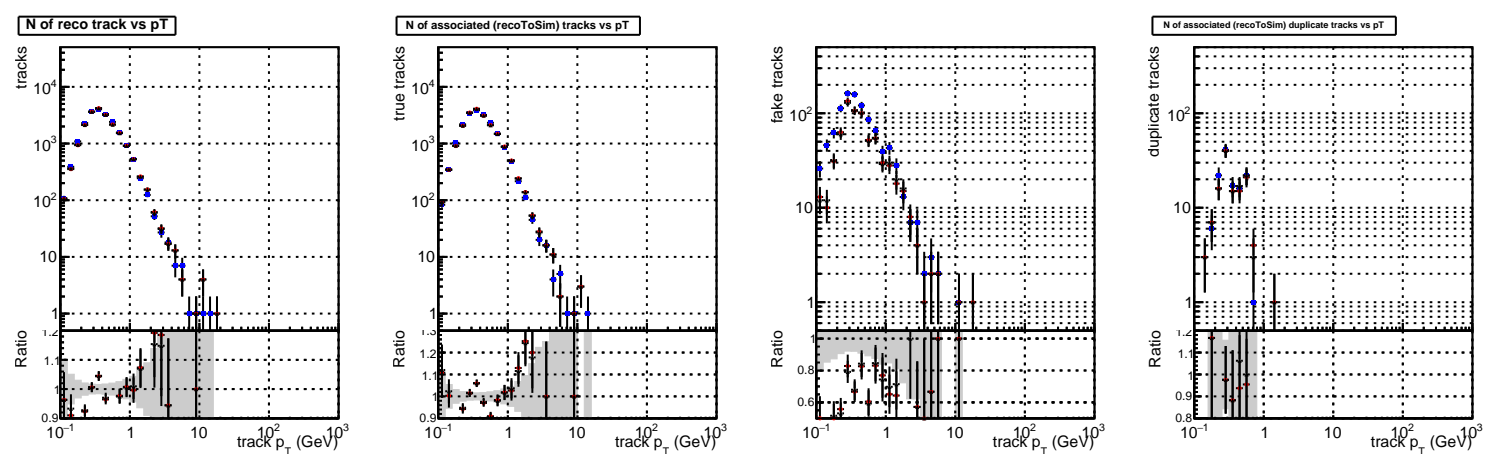 N of reco track vs pT
tracks
10^4
10^3
10^2
10
1
Ratio
1.2
1.1
1
0.9
10^-1 1 10 10^2 10^3
track p_T (GeV)
N of associated (recoToSim) tracks vs pT
true tracks
10^4
10^3
10^2
10
1
Ratio
1.3
1.2
1.1
1
0.9
10^-1 1 10 10^2 10^3
track p_T (GeV)
fake tracks
10^2
10
1
Ratio
1
0.8
0.6
10^-1 1 10 10^2 10^3
track p_T (GeV)
N of associated (recoToSim) duplicate tracks vs pT
duplicate tracks
10^2
10
1
Ratio
1.2
1.1
1
0.9
0.8
10^-1 1 10 10^2 10^3
track p_T (GeV)